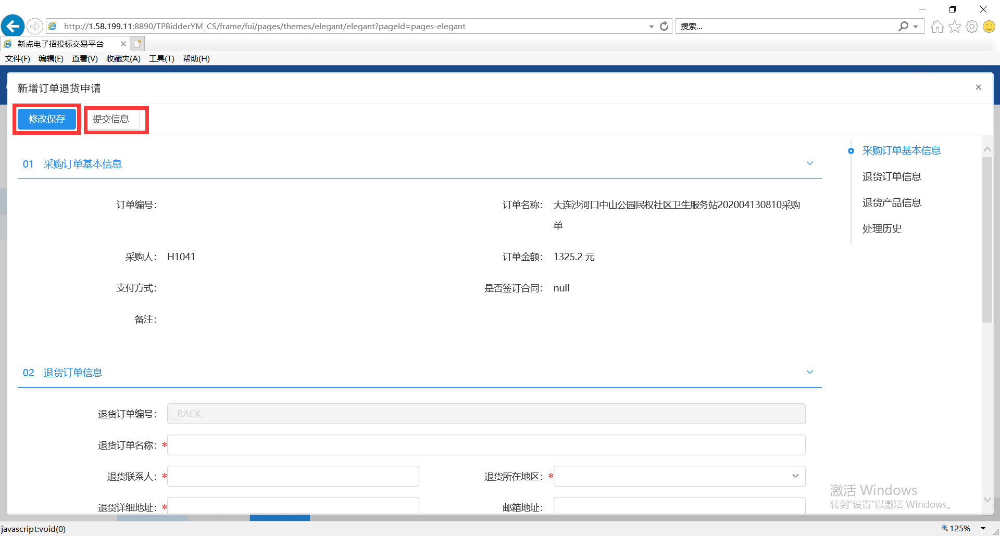 http://1.58.199.11:8890/TPBidderYM_CS/frame/fui/pages/themes/elegant/elegant?pageId=pages-elegant
搜索...
新点电子招投标交易平台
文件(F) 编辑(E) 查看(V) 收藏夹(A) 工具(T) 帮助(H)
新增订单退货申请
修改保存 提交信息
01 采购订单基本信息
采购订单基本信息
退货订单信息
退货产品信息
处理历史
订单编号:
订单名称: 大连沙河口中山公园民权社区卫生服务站202004130810采购
单
采购人: H1041
订单金额: 1325.2 元
支付方式:
是否签订合同: null
备注:
02 退货订单信息
退货订单编号: _BACK
退货订单名称: *
退货联系人: *
退货所在地区: *
退货详细地址: *
邮箱地址:
激活 Windows
转到"设置"以激活 Windows。
javascript:void(0)
125%